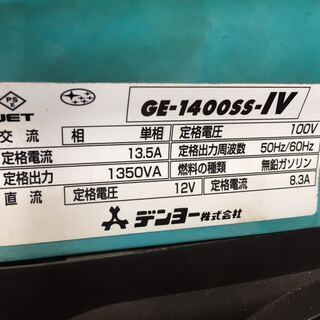 PS
E
JET
GE-1400SS-IV
交流 相 単相 定格電圧 100V
定格電流 13.5A 定格出力周波数 50Hz/60Hz
定格出力 1350VA 燃料の種類 無鉛ガソリン
直流 定格電圧 12V 定格電流 8.3A
デンヨー株式会社